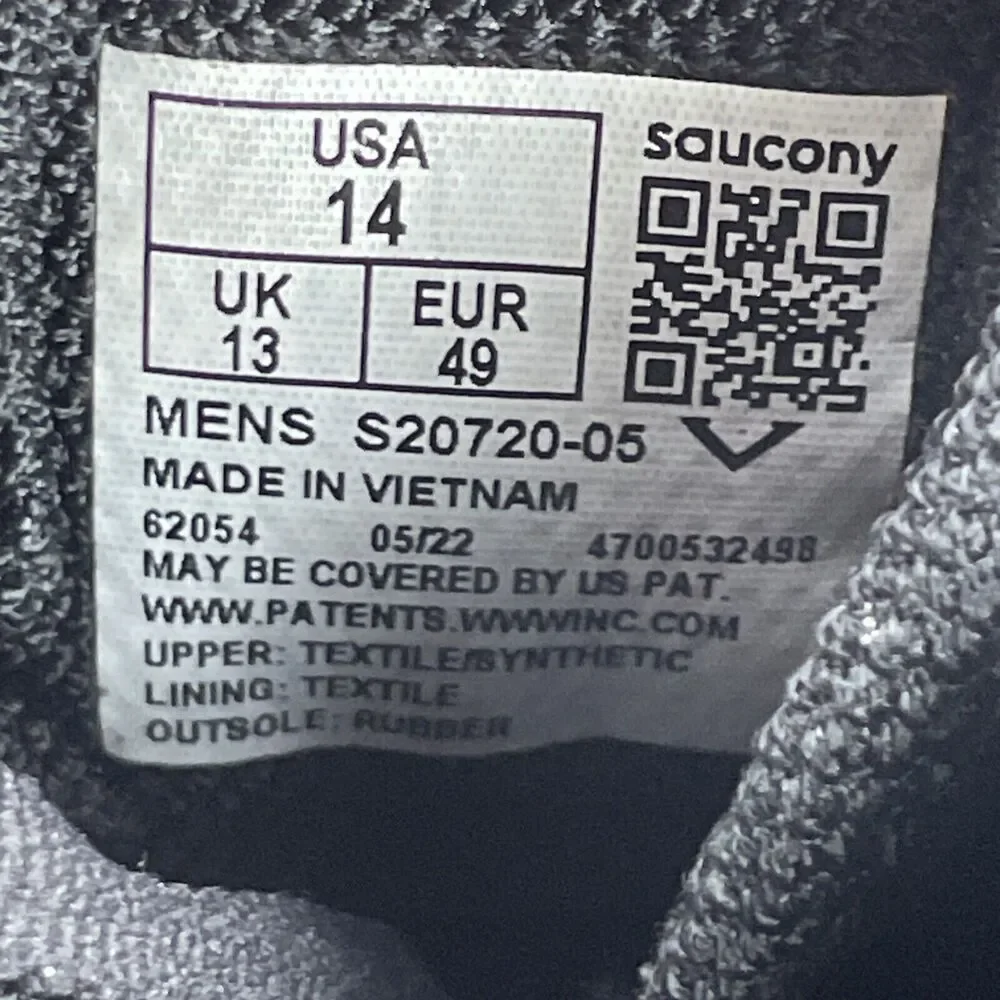 USA
14
UK
13
EUR
49
saucony
MENS S20720-05
MADE IN VIETNAM
62054 05/22 4700532498
MAY BE COVERED BY US PAT.
WWW.PATENTS.WWWINC.COM
UPPER: TEXTILE/SYNTHETIC
LINING: TEXTILE
OUTSOLE: RUBBER